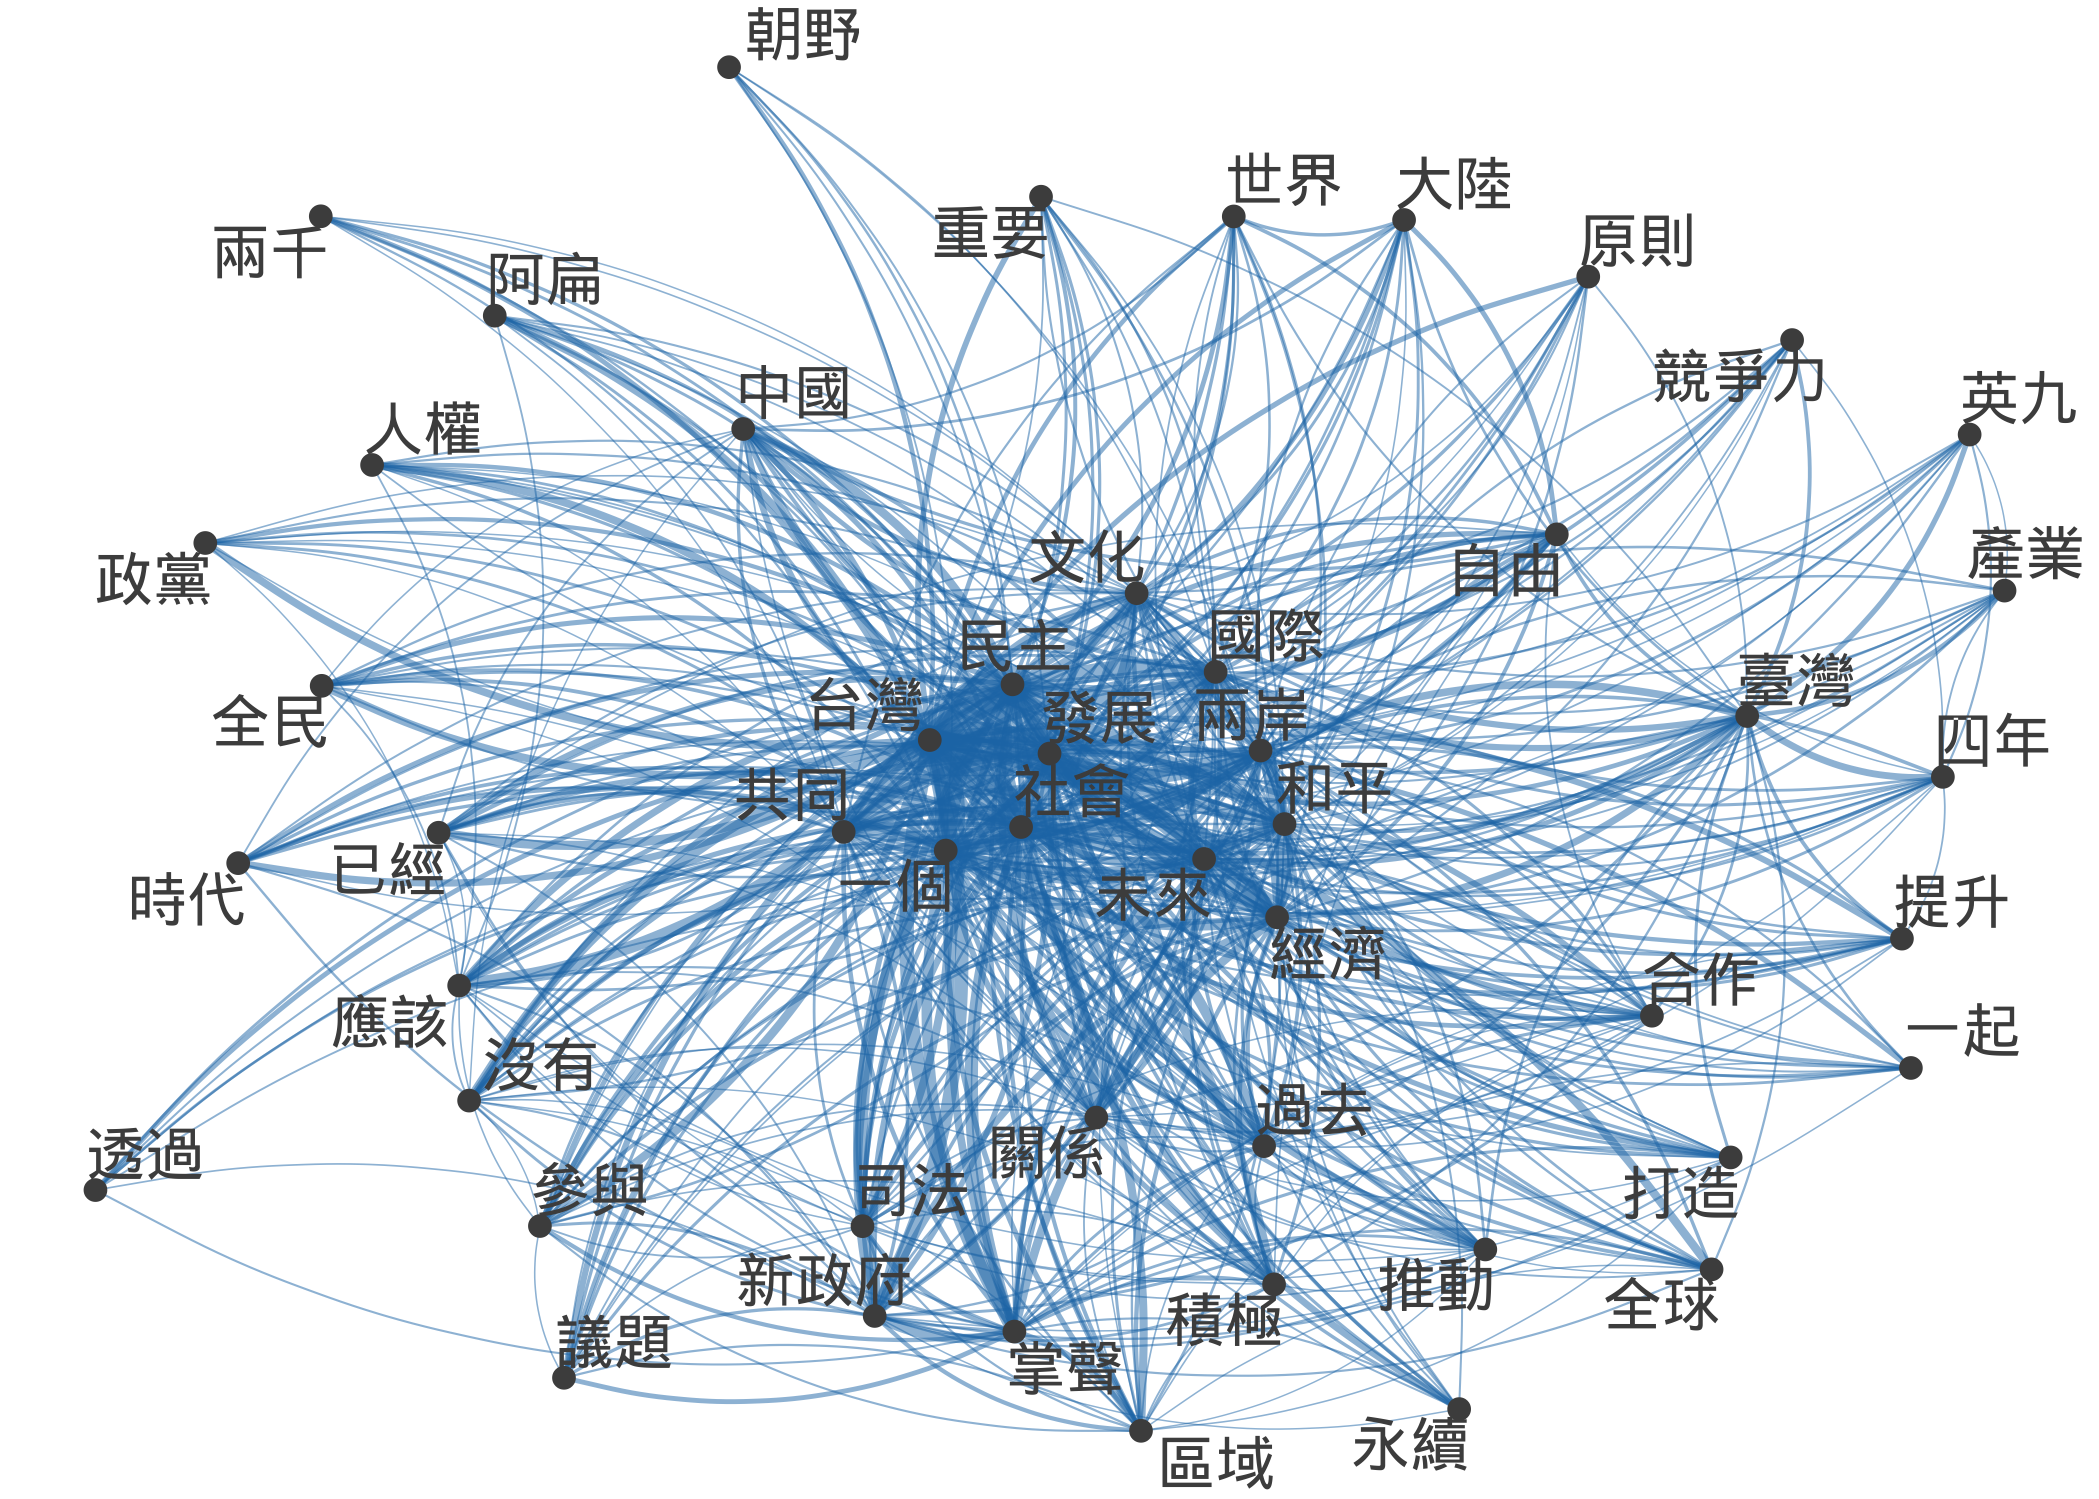 朝野
世界
大陸
重要
原則
兩千
阿扁
競爭力
中國
英九
人權
文化
自由
產業
政黨
民主
國際
台灣
發展
兩岸
臺灣
全民
四年
共同
社會
和平
已經
時代
一個
未來
提升
經濟
合作
應該
一起
沒有
過去
透過
關係
參與
司法
打造
新政府
推動
積極
全球
議題
掌聲
永續
區域